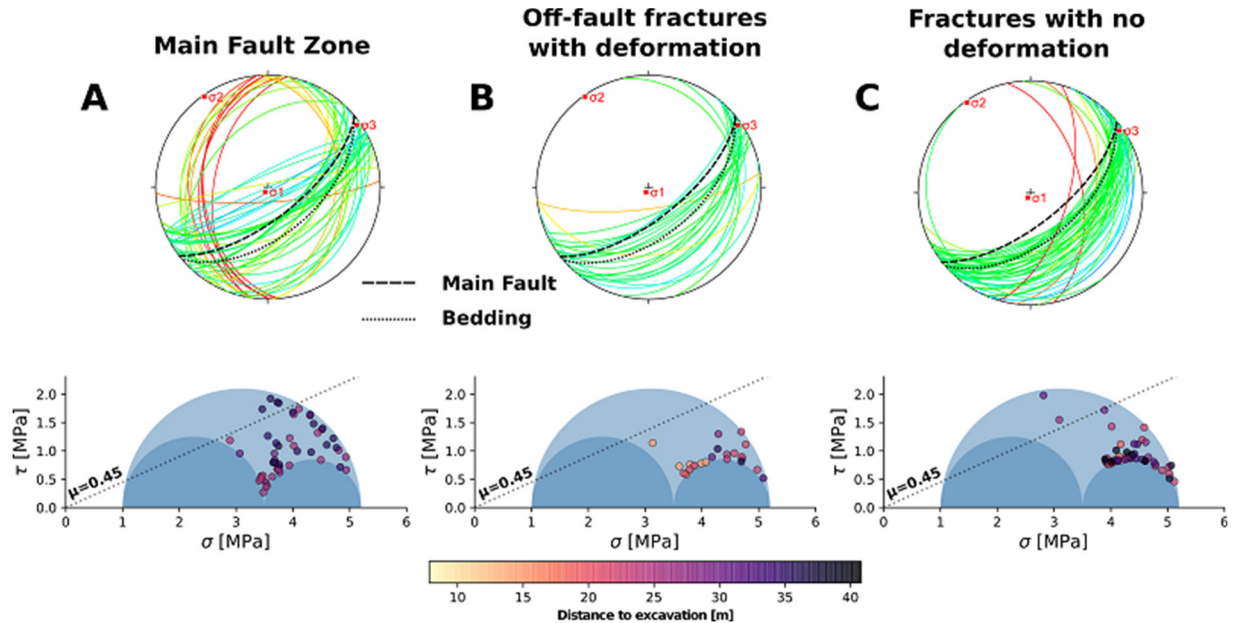 Main Fault Zone
Off-fault fractures
with deformation
Fractures with no
deformation
A
σ2
σ3
σ1
B
σ2
σ3
σ1
C
σ2
σ3
σ1
Main Fault
Bedding
2.0
1.5
1.0
0.5
0.0
τ [MPa]
μ=0.45
0 1 2 3 4 5 6
σ [MPa]
2.0
1.5
1.0
0.5
0.0
τ [MPa]
μ=0.45
0 1 2 3 4 5 6
σ [MPa]
2.0
1.5
1.0
0.5
0.0
τ [MPa]
μ=0.45
0 1 2 3 4 5 6
σ [MPa]
10 15 20 25 30 35 40
Distance to excavation [m]